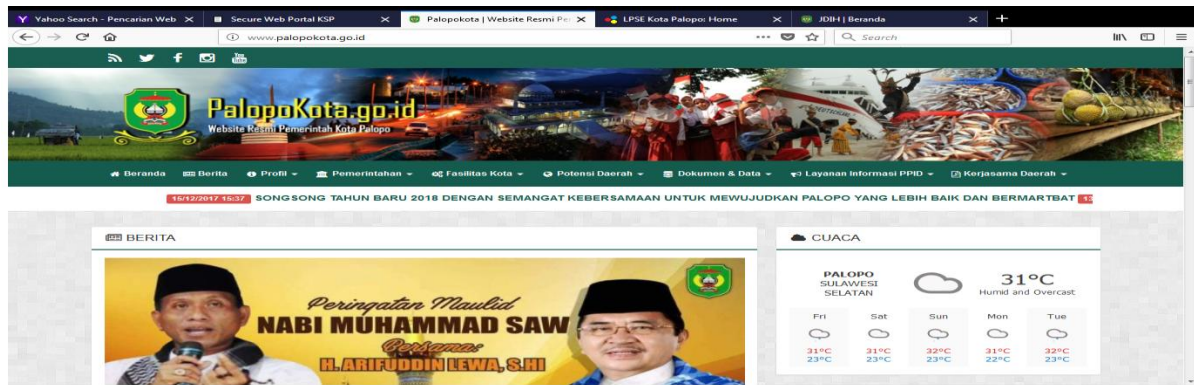 Yahoo Search - Pencarian Web
Secure Web Portal KSP
Palopokota | Website Resmi Per
LPSE Kota Palopo: Home
JDIH | Beranda
www.palopokota.go.id
Search
PalopoKota.go.id
Website Resmi Pemerintah Kota Palopo
Beranda Berita Profil Pemerintahan Fasilitas Kota Potensi Daerah Dokumen & Data Layanan Informasi PPID Kerjasama Daerah
15/12/2017 15:37 SONGSONG TAHUN BARU 2018 DENGAN SEMANGAT KEBERSAMAAN UNTUK MEWUJUDKAN PALOPO YANG LEBIH BAIK DAN BERMARTBAT 13
BERITA
Peringatan Maulid
NABI MUHAMMAD SAW
Bersama:
H. ARIFUDDIN LEWA, S.HI
CUACA
PALOPO
SULAWESI
SELATAN
31°C
Humid and Overcast
Fri Sat Sun Mon Tue
31°C 31°C 32°C 31°C 32°C
23°C 23°C 23°C 22°C 23°C